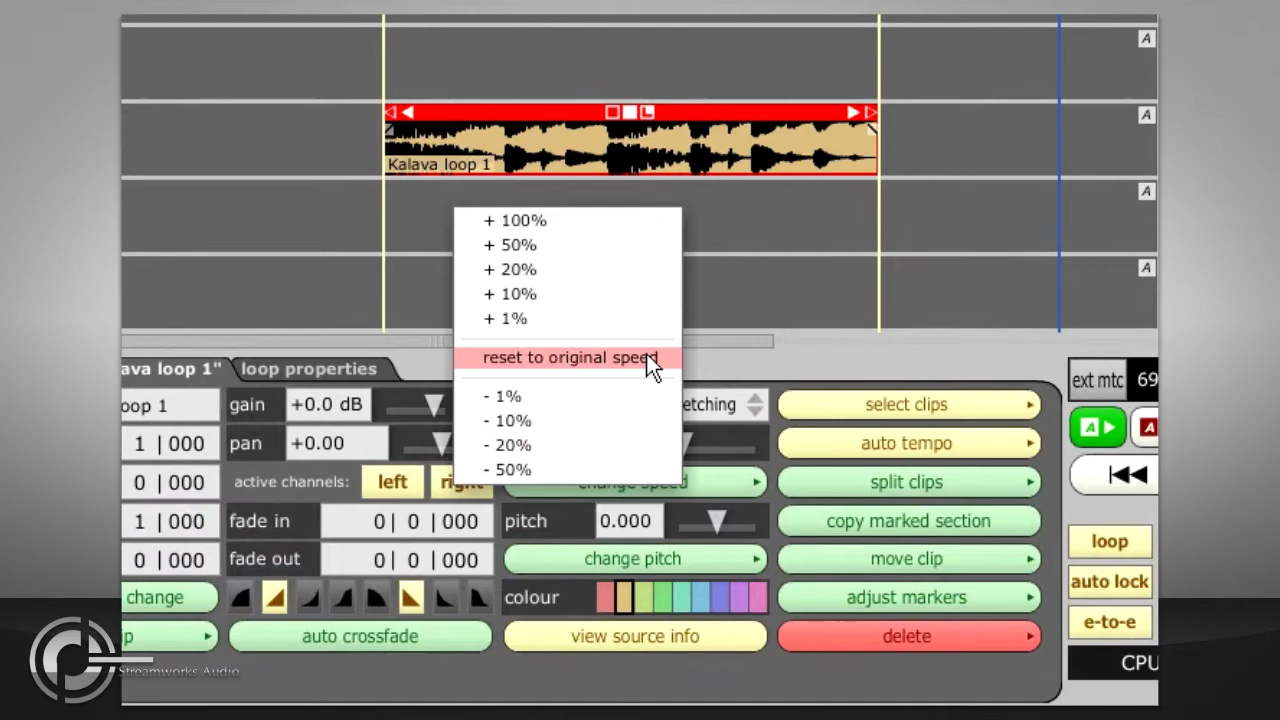 A
A
Kalava loop 1
A
A
+ 100%
+ 50%
+ 20%
+ 10%
+ 1%
reset to original speed
- 1%
- 10%
- 20%
- 50%
ava loop 1"
loop properties
ext mtc
69
oop 1
gain
+0.0 dB
etching
select clips
A
A
1 | 000
pan
+0.00
auto tempo
0 | 000
active channels:
left
right
change speed
split clips
1 | 000
fade in
0| 0 | 000
pitch
0.000
copy marked section
loop
0 | 000
fade out
0| 0 | 000
change pitch
move clip
auto lock
change
colour
adjust markers
e-to-e
ip
auto crossfade
view source info
delete
CPU
Streamworks Audio